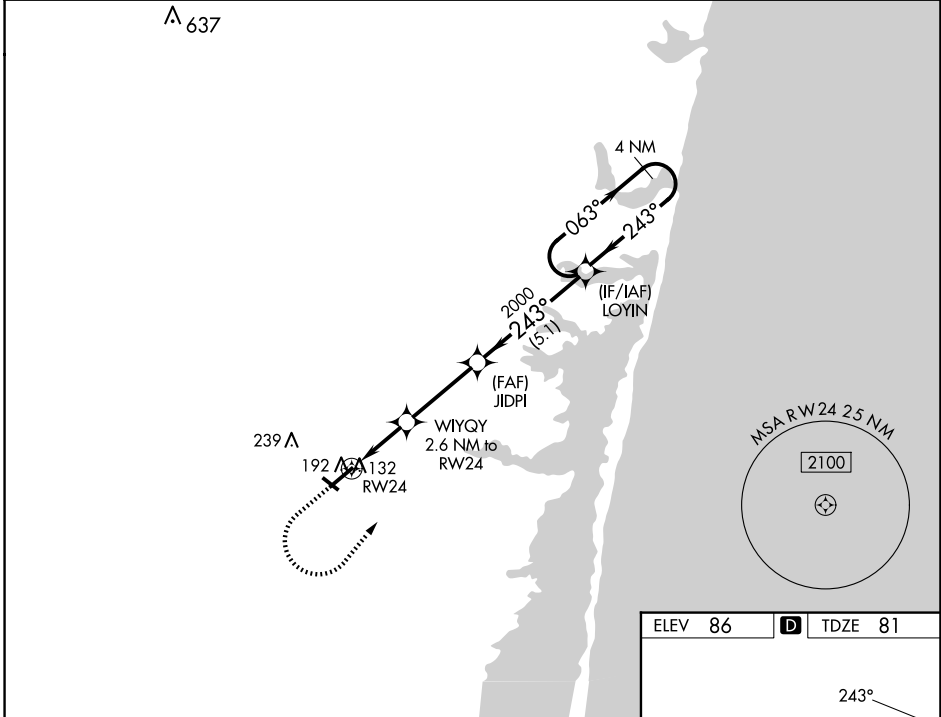 637
4 NM
063°
243°
(IF/IAF)
LOYIN
2000
243°
(5.1)
(FAF)
JIDPI
WIYQY
2.6 NM to
RW24
239
192
132
RW24
MSA RW24 25 NM
2100
ELEV 86 D TDZE 81
243°